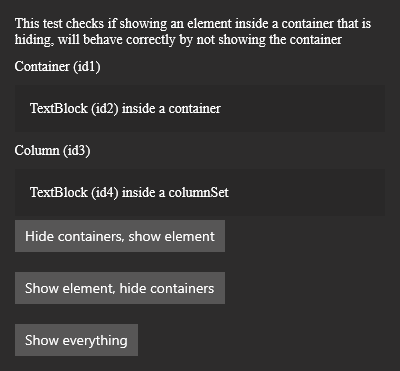 This test checks if showing an element inside a container that is
hiding, will behave correctly by not showing the container
Container (id1)
TextBlock (id2) inside a container
Column (id3)
TextBlock (id4) inside a columnSet
Hide containers, show element
Show element, hide containers
Show everything